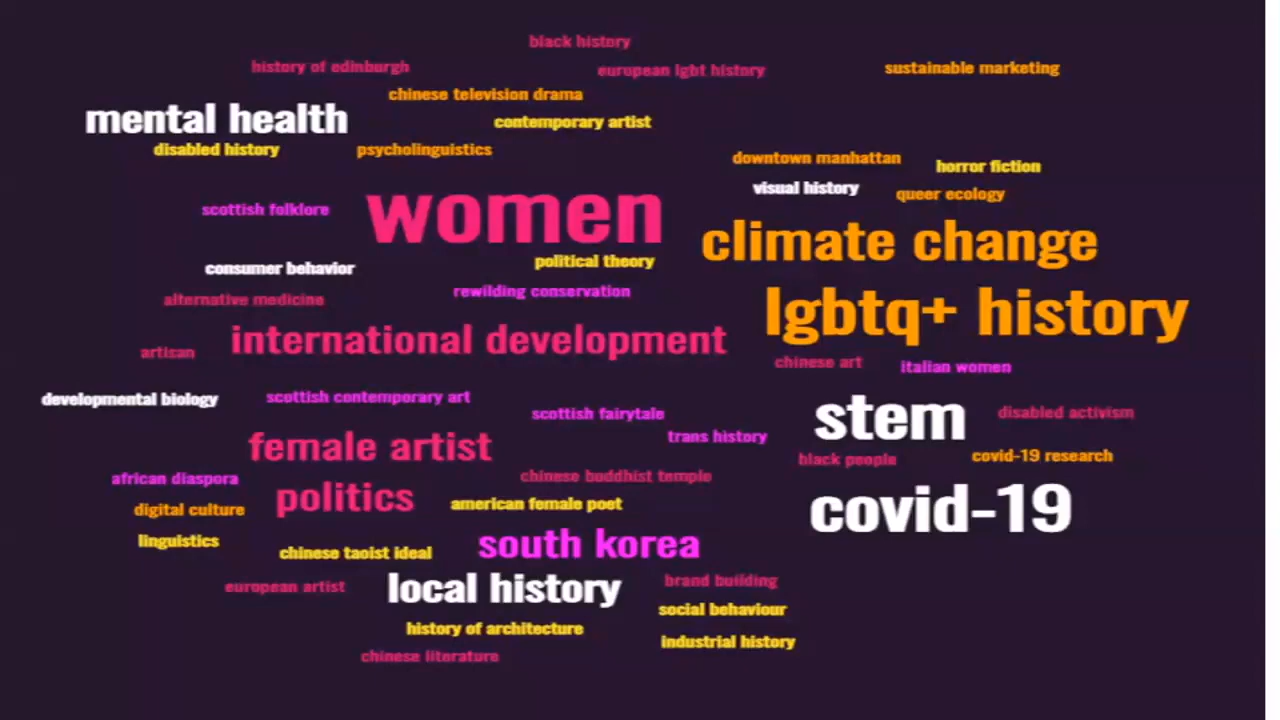 black history
history of edinburgh
european lgbt history
sustainable marketing
chinese television drama
mental health
contemporary artist
disabled history
psycholinguistics
downtown manhattan
horror fiction
visual history
queer ecology
scottish folklore
women
climate change
consumer behavior
political theory
alternative medicine
rewilding conservation
lgbtq+ history
international development
artisan
chinese art
italian women
developmental biology
scottish contemporary art
scottish fairytale
stem
disabled activism
trans history
female artist
black people
covid-19 research
african diaspora
chinese buddhist temple
digital culture
politics
american female poet
covid-19
linguistics
chinese taoist ideal
south korea
european artist
local history
brand building
social behaviour
history of architecture
industrial history
chinese literature